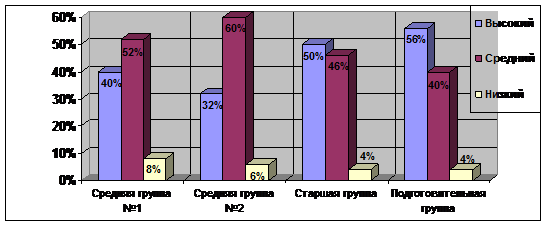 60%
50%
40%
30%
20%
10%
0%
40%
52%
8%
32%
60%
6%
50%
46%
4%
56%
40%
4%
Средняя группа
№1
Средняя группа
№2
Старшая группа
Подготовительная
группа
Высокий
Средний
Низкий